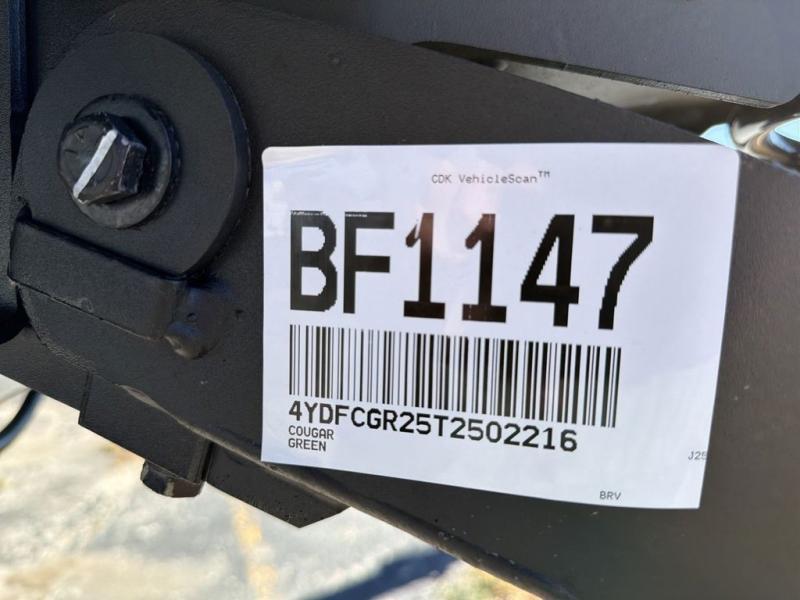 CDK VehicleScan™
BF1147
4YDFCGR25T2502216
COUGAR
GREEN
J25
BRV